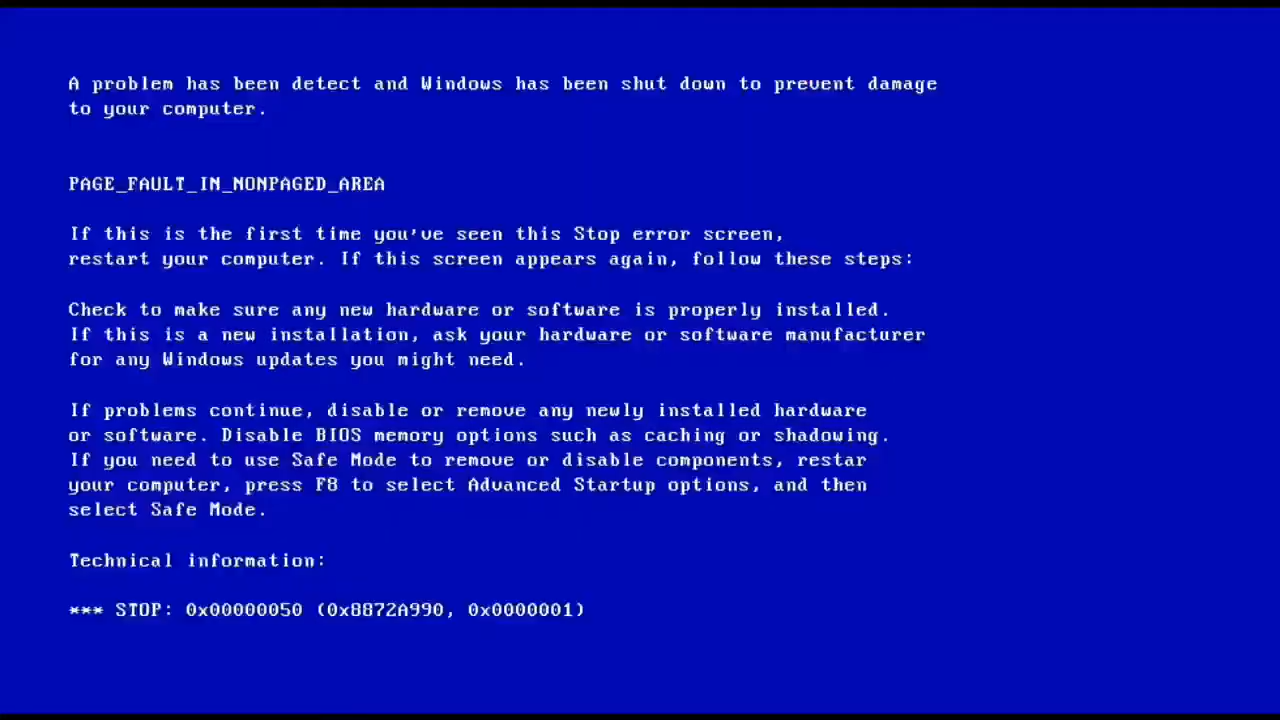 A problem has been detect and Windows has been shut down to prevent damage
to your computer.
PAGE_FAULT_IN_NONPAGED_AREA
If this is the first time you've seen this Stop error screen,
restart your computer. If this screen appears again, follow these steps:
Check to make sure any new hardware or software is properly installed.
If this is a new installation, ask your hardware or software manufacturer
for any Windows updates you might need.
If problems continue, disable or remove any newly installed hardware
or software. Disable BIOS memory options such as caching or shadowing.
If you need to use Safe Mode to remove or disable components, restar
your computer, press F8 to select Advanced Startup options, and then
select Safe Mode.
Technical information:
*** STOP: 0x00000050 (0x8872A990, 0x0000001)